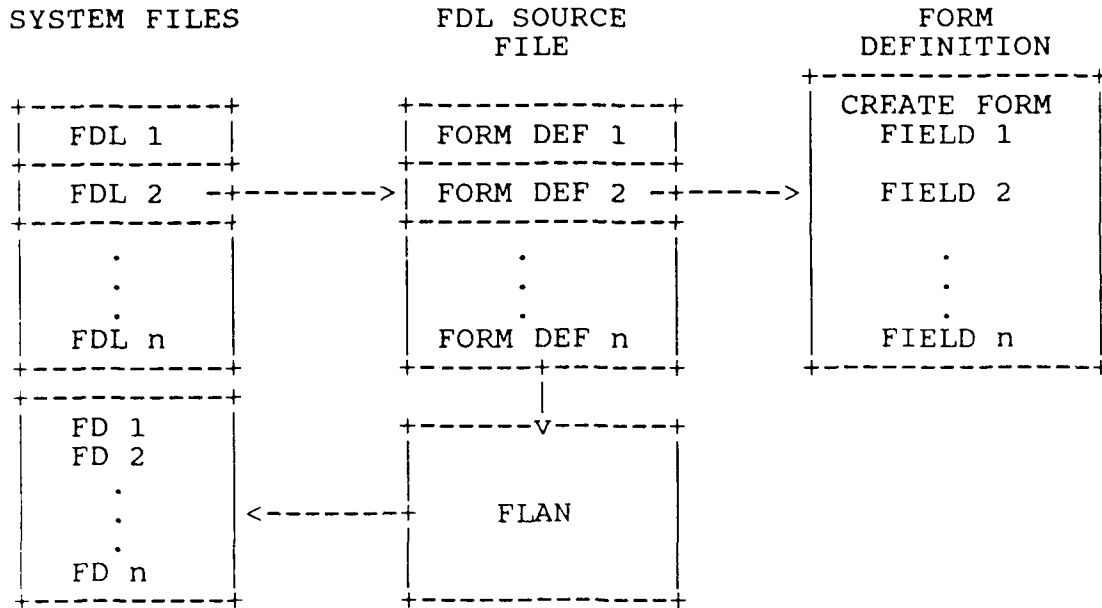 SYSTEM FILES
FDL 1
FDL 2
.
.
.
FDL n
FD 1
FD 2
.
.
.
FD n
FDL SOURCE
FILE
FORM DEF 1
FORM DEF 2
.
.
.
FORM DEF n
FLAN
FORM
DEFINITION
CREATE FORM
FIELD 1
FIELD 2
.
.
.
FIELD n